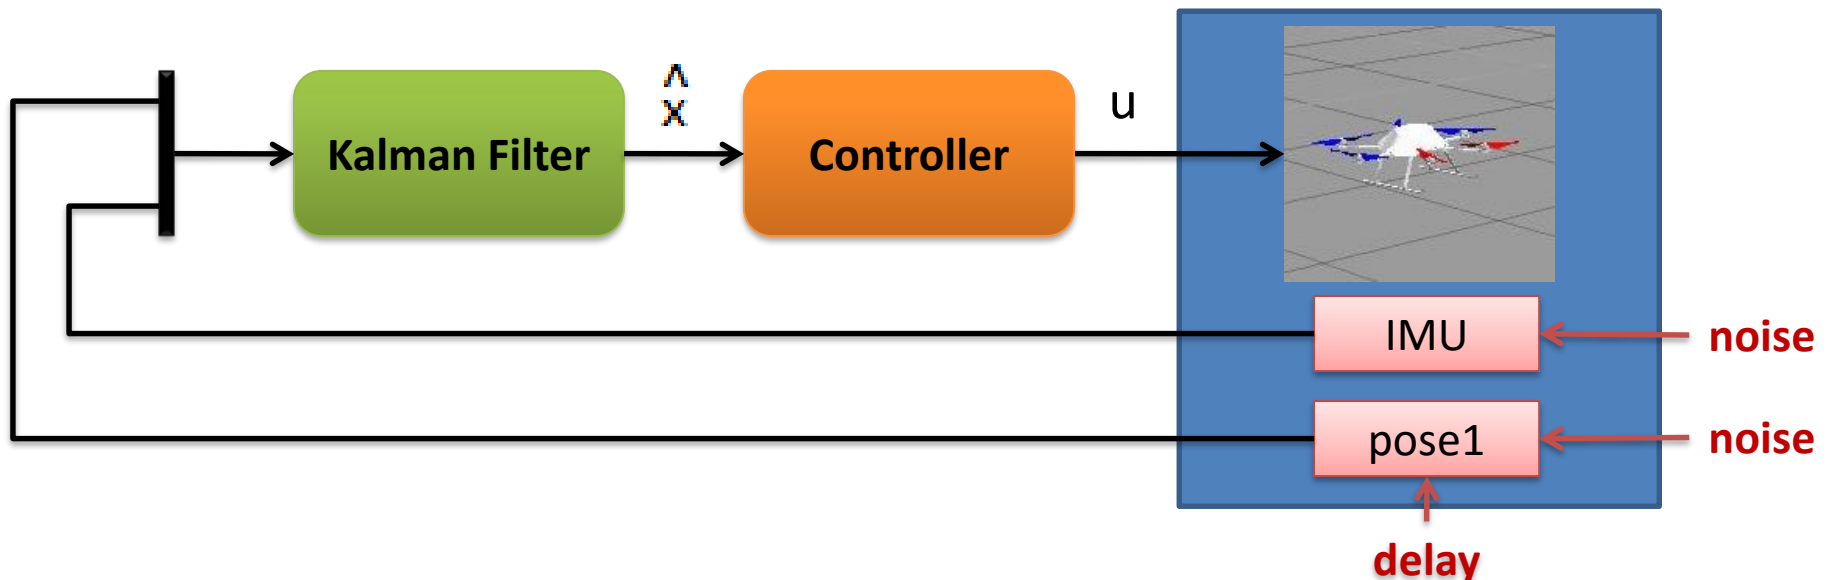 ^
x
u
Kalman Filter
Controller
IMU
noise
pose1
noise
delay